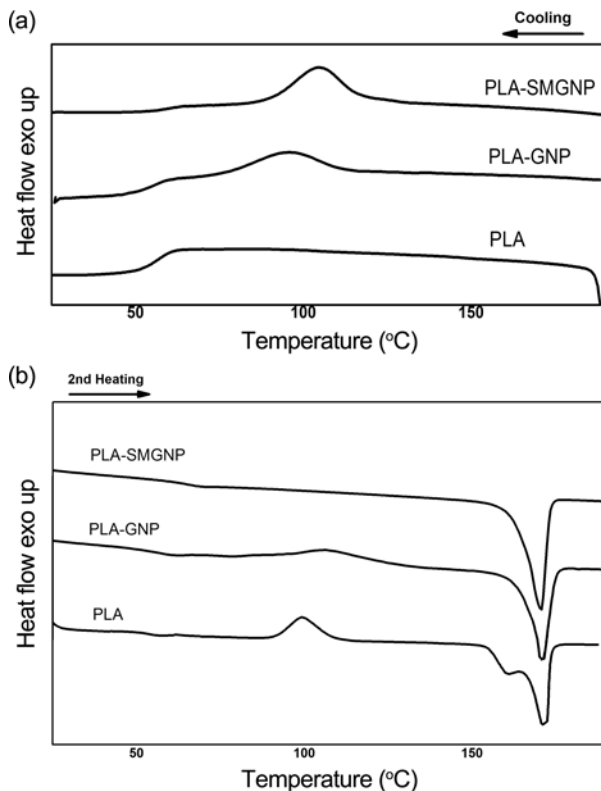 (a)
Cooling
PLA-SMGNP
PLA-GNP
PLA
Heat flow exo up
50 100 150
Temperature (°C)
(b)
2nd Heating
PLA-SMGNP
PLA-GNP
PLA
Heat flow exo up
50 100 150
Temperature (°C)